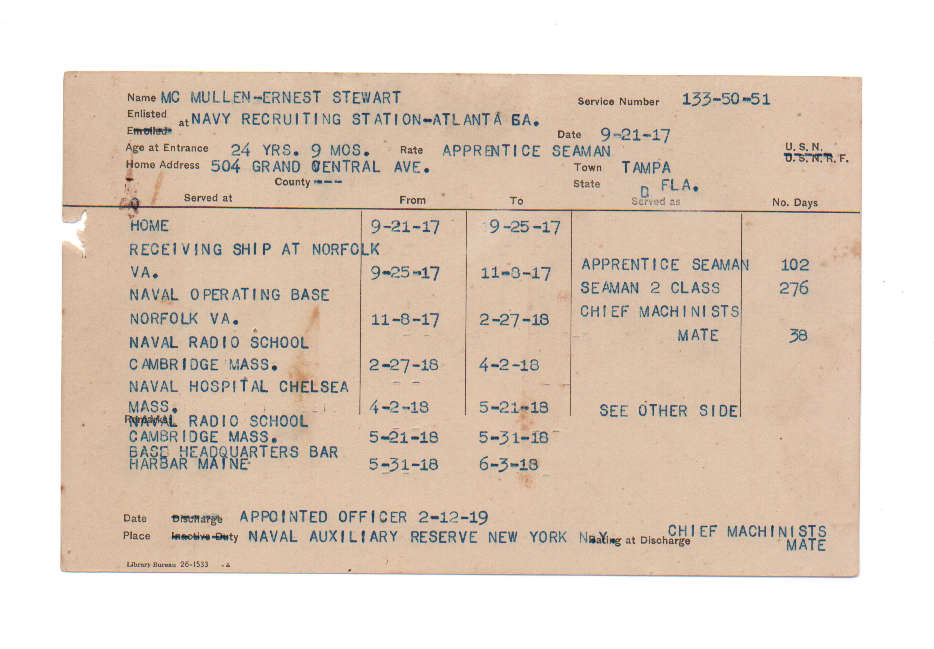 Name MC MULLEN-ERNEST STEWART Service Number 133-50-51
Enlisted
Enrolled at NAVY RECRUITING STATION-ATLANTA GA. Date 9-21-17
Age at Entrance 24 YRS. 9 MOS. Rate APPRENTICE SEAMAN U.S.N.
Home Address 504 GRAND CENTRAL AVE. Town TAMPA U.S.N.R.F.
County --- State FLA.
D
Served at From To Served as No. Days
HOME 9-21-17 9-25-17
RECEIVING SHIP AT NORFOLK
VA. 9-25-17 11-8-17 APPRENTICE SEAMAN 102
NAVAL OPERATING BASE SEAMAN 2 CLASS 276
NORFOLK VA. 11-8-17 2-27-18 CHIEF MACHINISTS
NAVAL RADIO SCHOOL MATE 38
CAMBRIDGE MASS. 2-27-18 4-2-18
NAVAL HOSPITAL CHELSEA
MASS. 4-2-18 5-21-18 SEE OTHER SIDE
Remarks: NAVAL RADIO SCHOOL
CAMBRIDGE MASS. 5-21-18 5-31-18
BASE HEADQUARTERS BAR
HARBAR MAINE 5-31-18 6-3-18
Date Discharge APPOINTED OFFICER 2-12-19
Place Inactive Duty NAVAL AUXILIARY RESERVE NEW YORK N.Y. Rating at Discharge CHIEF MACHINISTS
MATE
Library Bureau 26-1533